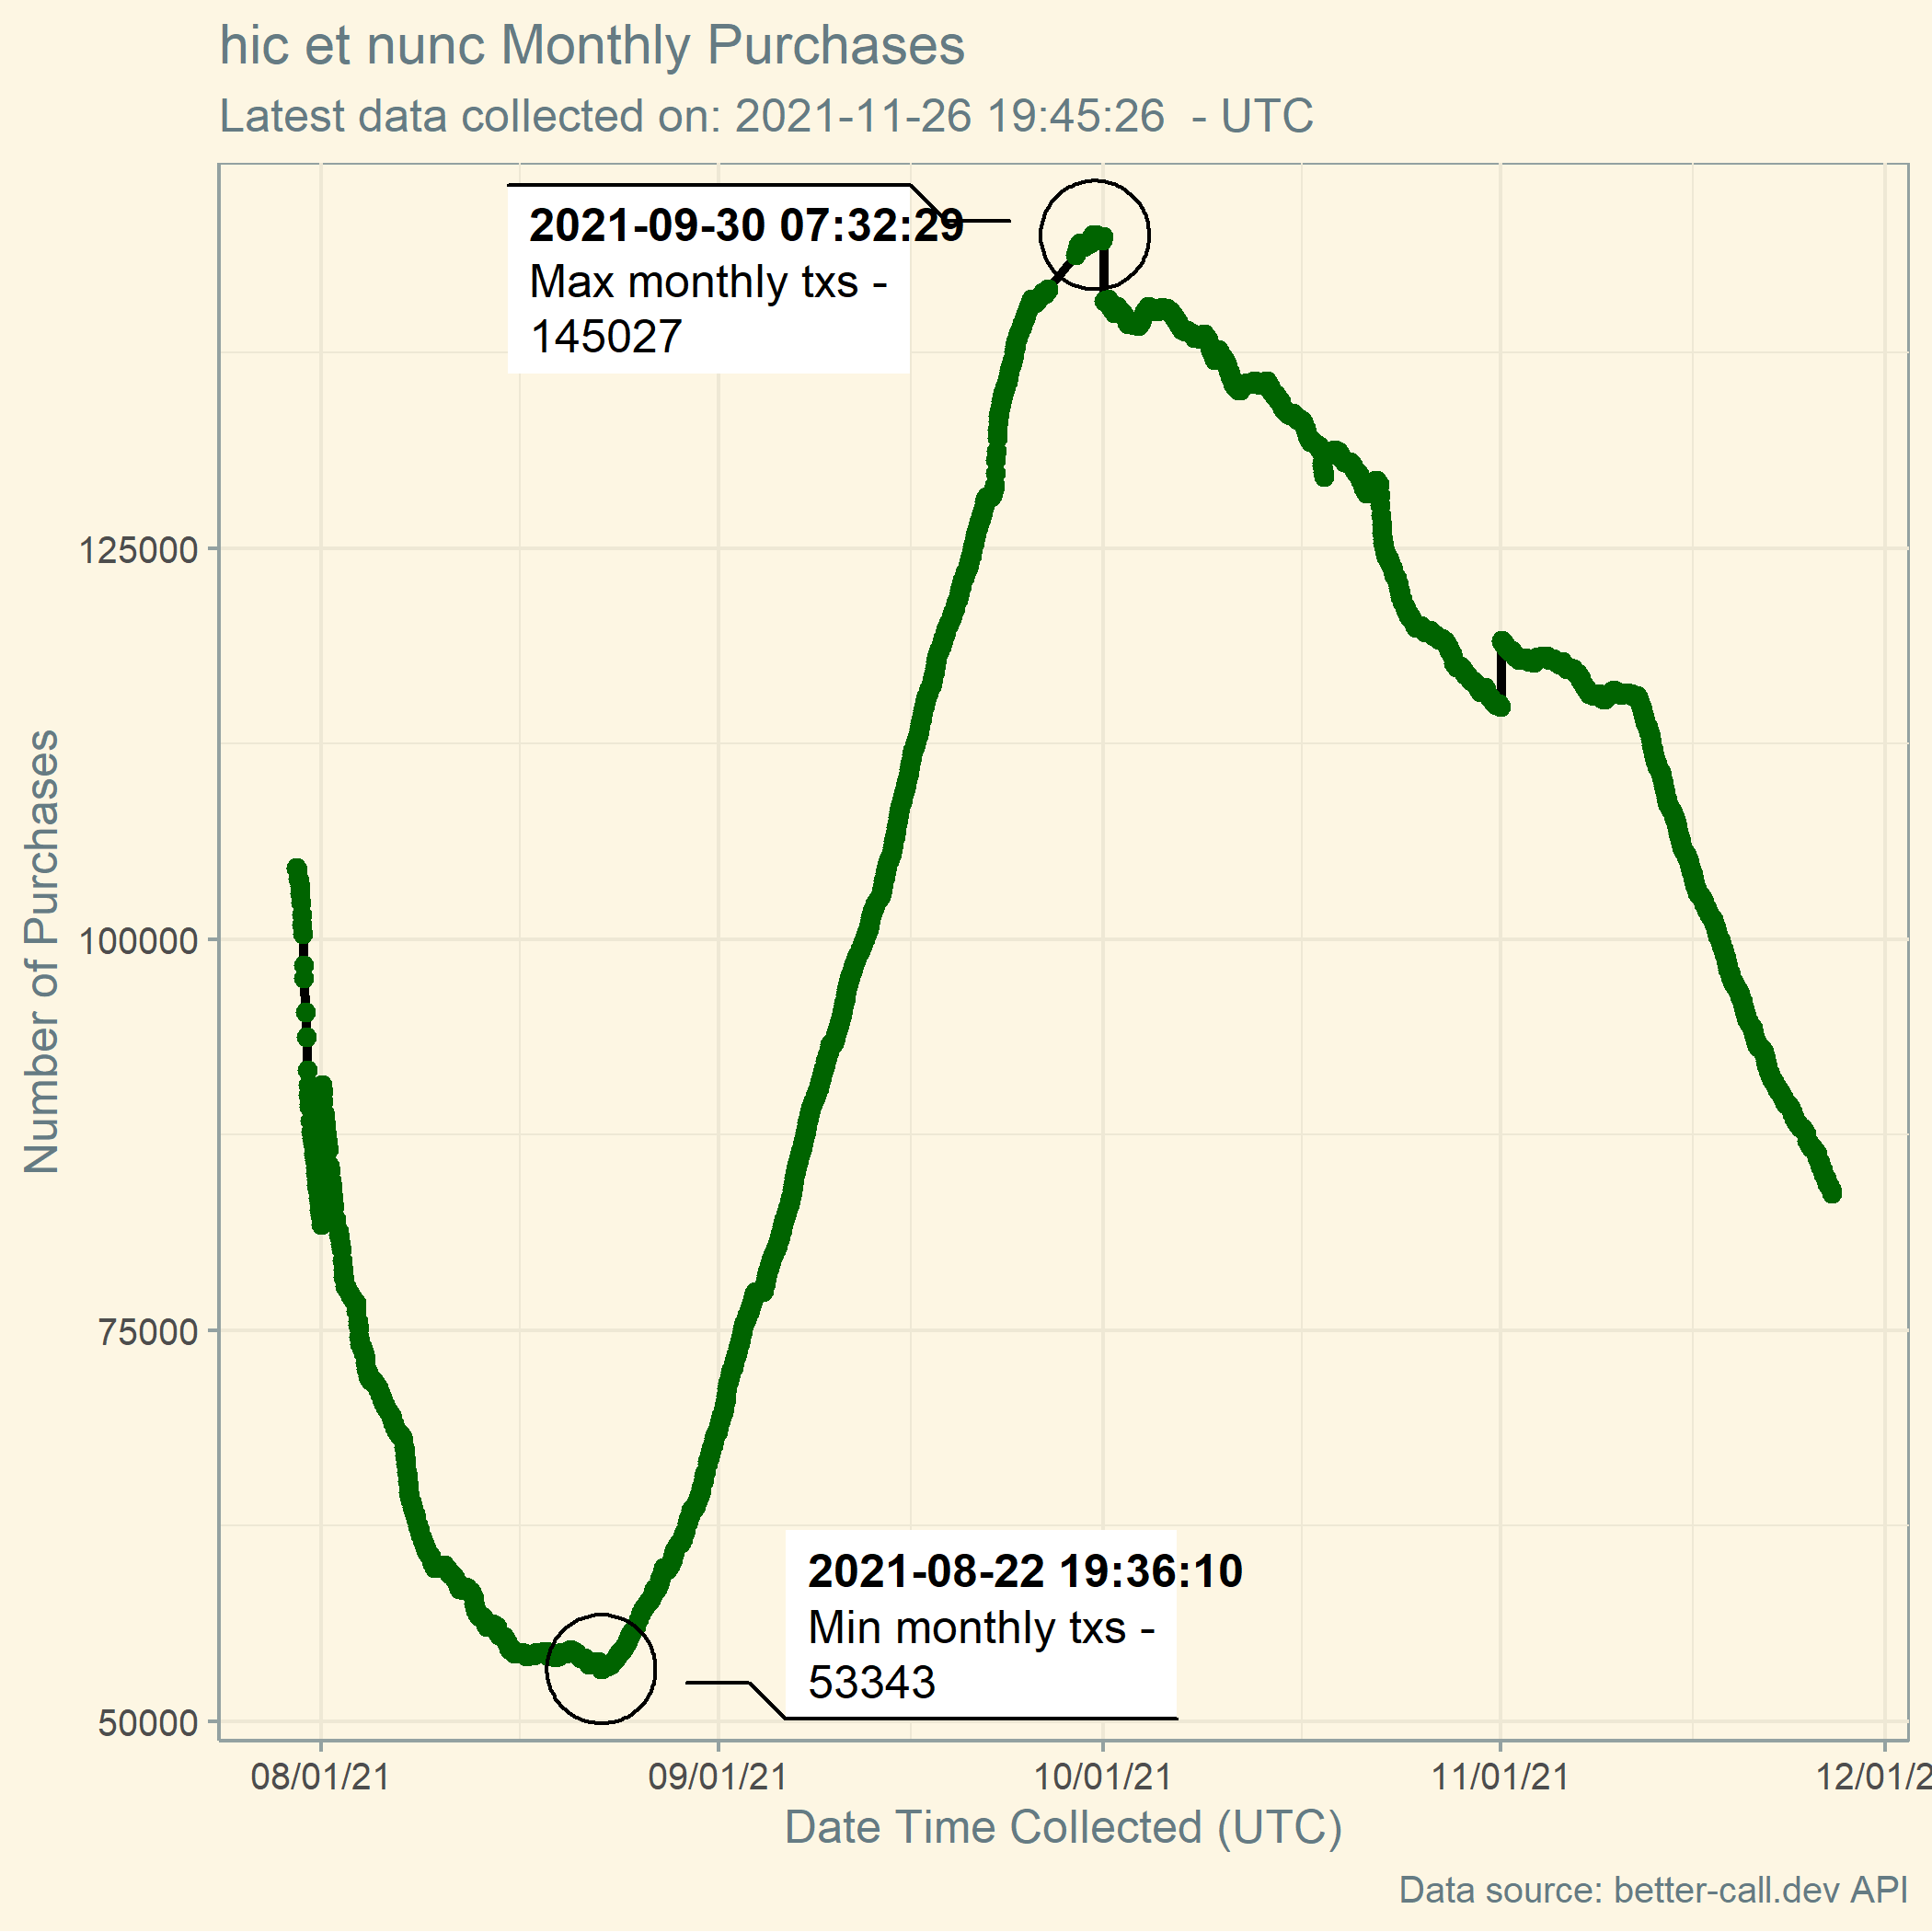 hic et nunc Monthly Purchases
Latest data collected on: 2021-11-26 19:45:26  - UTC
2021-09-30 07:32:29
Max monthly txs -
145027
125000
100000
75000
50000
Number of Purchases
2021-08-22 19:36:10
Min monthly txs -
53343
08/01/21 09/01/21 10/01/21 11/01/21 12/01/2
Date Time Collected (UTC)
Data source: better-call.dev API